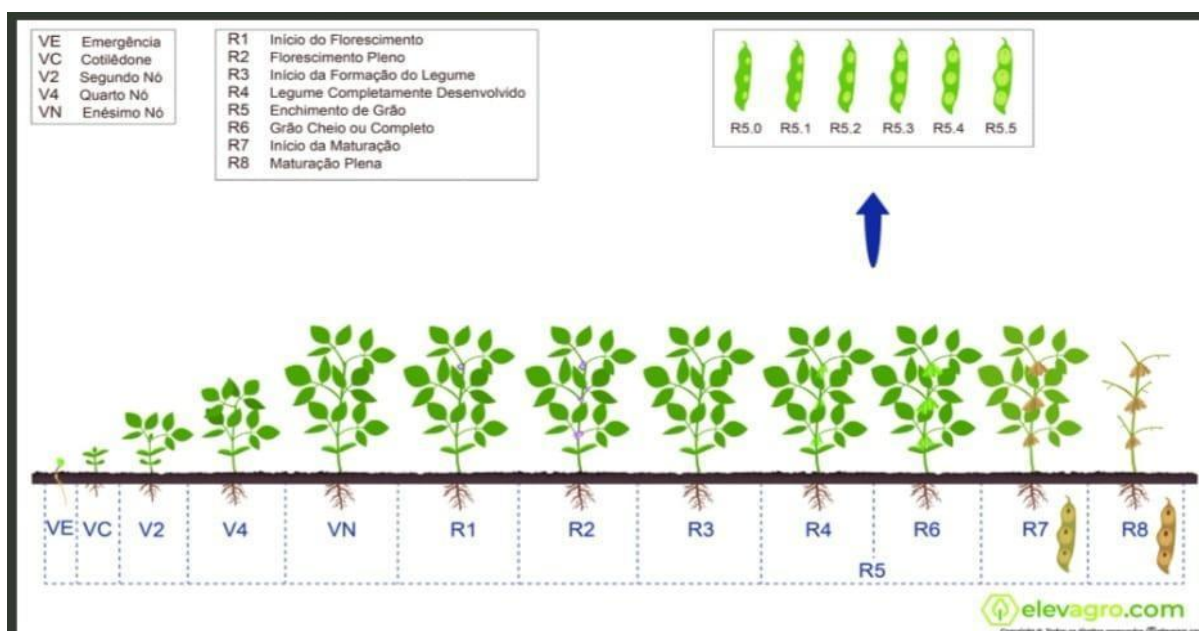 VE Emergência
VC Cotilêdone
V2 Segundo Nó
V4 Quarto Nó
VN Enésimo Nó
R1 Início do Florescimento
R2 Florescimento Pleno
R3 Início da Formação do Legume
R4 Legume Completamente Desenvolvido
R5 Enchimento de Grão
R6 Grão Cheio ou Completo
R7 Início da Maturação
R8 Maturação Plena
R5.0 R5.1 R5.2 R5.3 R5.4 R5.5
VE VC V2 V4 VN R1 R2 R3 R4 R6 R7 R8
R5
elevagro.com